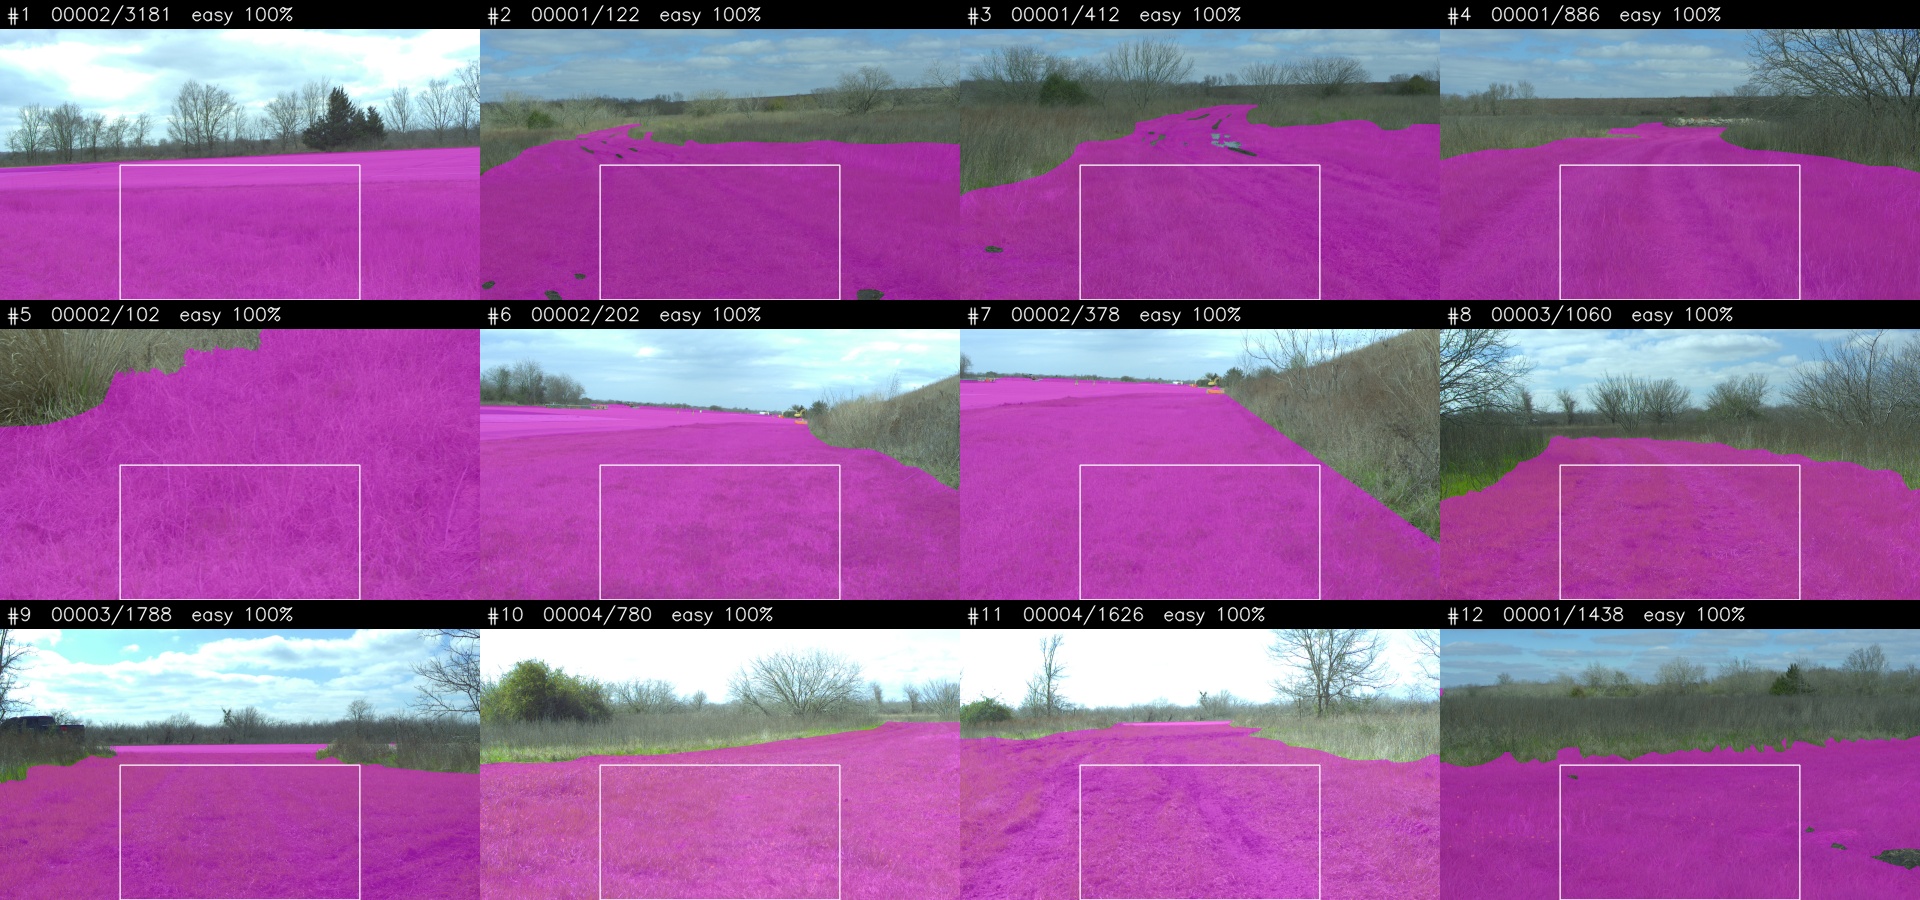 #1 00002/3181 easy 100%
#2 00001/122 easy 100%
#3 00001/412 easy 100%
#4 00001/886 easy 100%
#5 00002/102 easy 100%
#6 00002/202 easy 100%
#7 00002/378 easy 100%
#8 00003/1060 easy 100%
#9 00003/1788 easy 100%
#10 00004/780 easy 100%
#11 00004/1626 easy 100%
#12 00001/1438 easy 100%